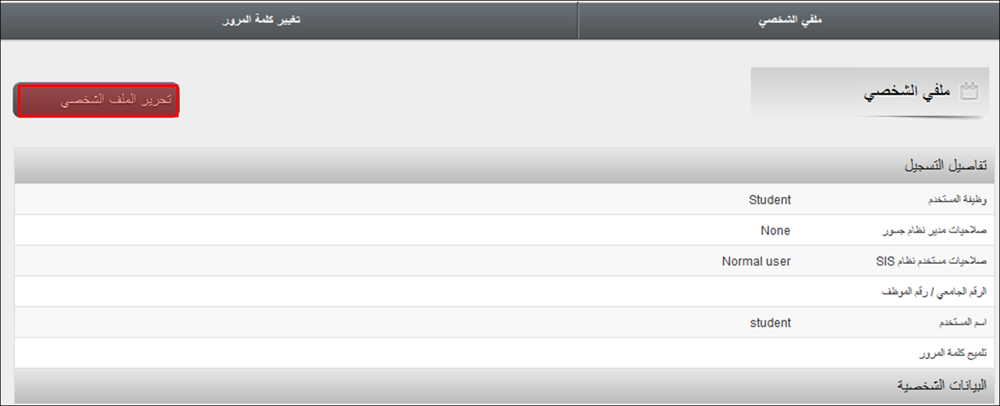 ملفي الشخصي
تغيير كلمة المرور
ملفي الشخصي
تحرير الملف الشخصي
تفاصيل التسجيل
وظيفة المستخدم Student
صلاحيات مدير نظام جسور None
صلاحيات مستخدم نظام SIS Normal user
الرقم الجامعي / رقم الموظف
اسم المستخدم student
تلميح كلمة المرور
البيانات الشخصية